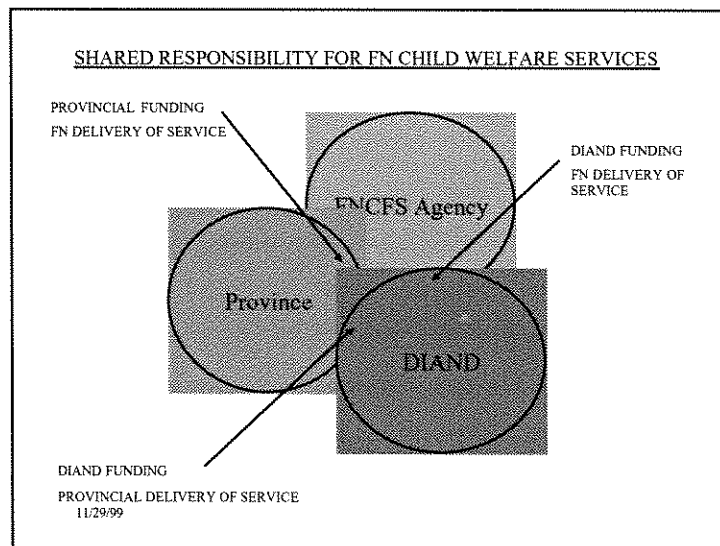 SHARED RESPONSIBILITY FOR FN CHILD WELFARE SERVICES
PROVINCIAL FUNDING
FN DELIVERY OF SERVICE
DIAND FUNDING
FN DELIVERY OF
SERVICE
FNCFS Agency
Province
DIAND
DIAND FUNDING
PROVINCIAL DELIVERY OF SERVICE
11/29/99